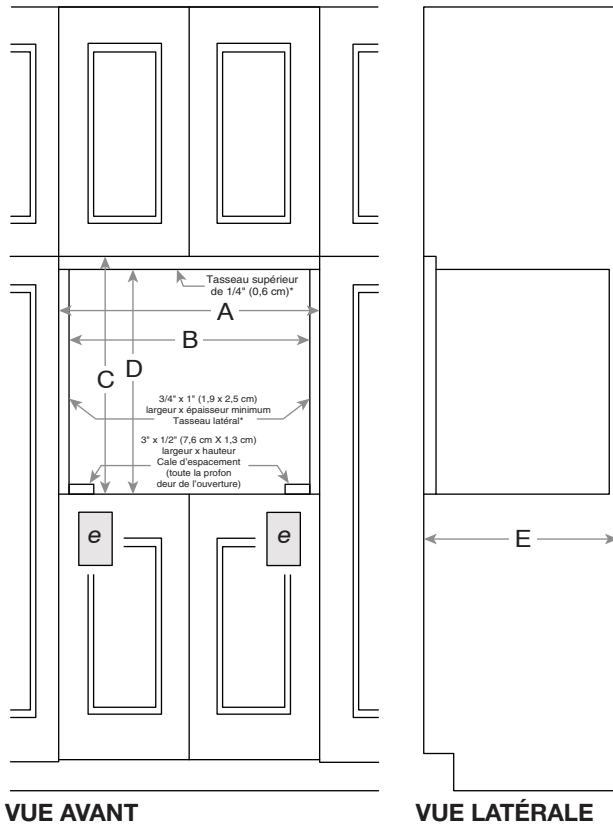 Tasseau supérieur
de 1/4" (0,6 cm)*
A
B
C
D
3/4" x 1" (1,9 x 2,5 cm)
largeur x épaisseur minimum
Tasseau latéral*
3" x 1/2" (7,6 cm X 1,3 cm)
largeur x hauteur
Cale d'espacement
(toute la profon
deur de l'ouverture)
e
e
E
VUE AVANT
VUE LATÉRALE